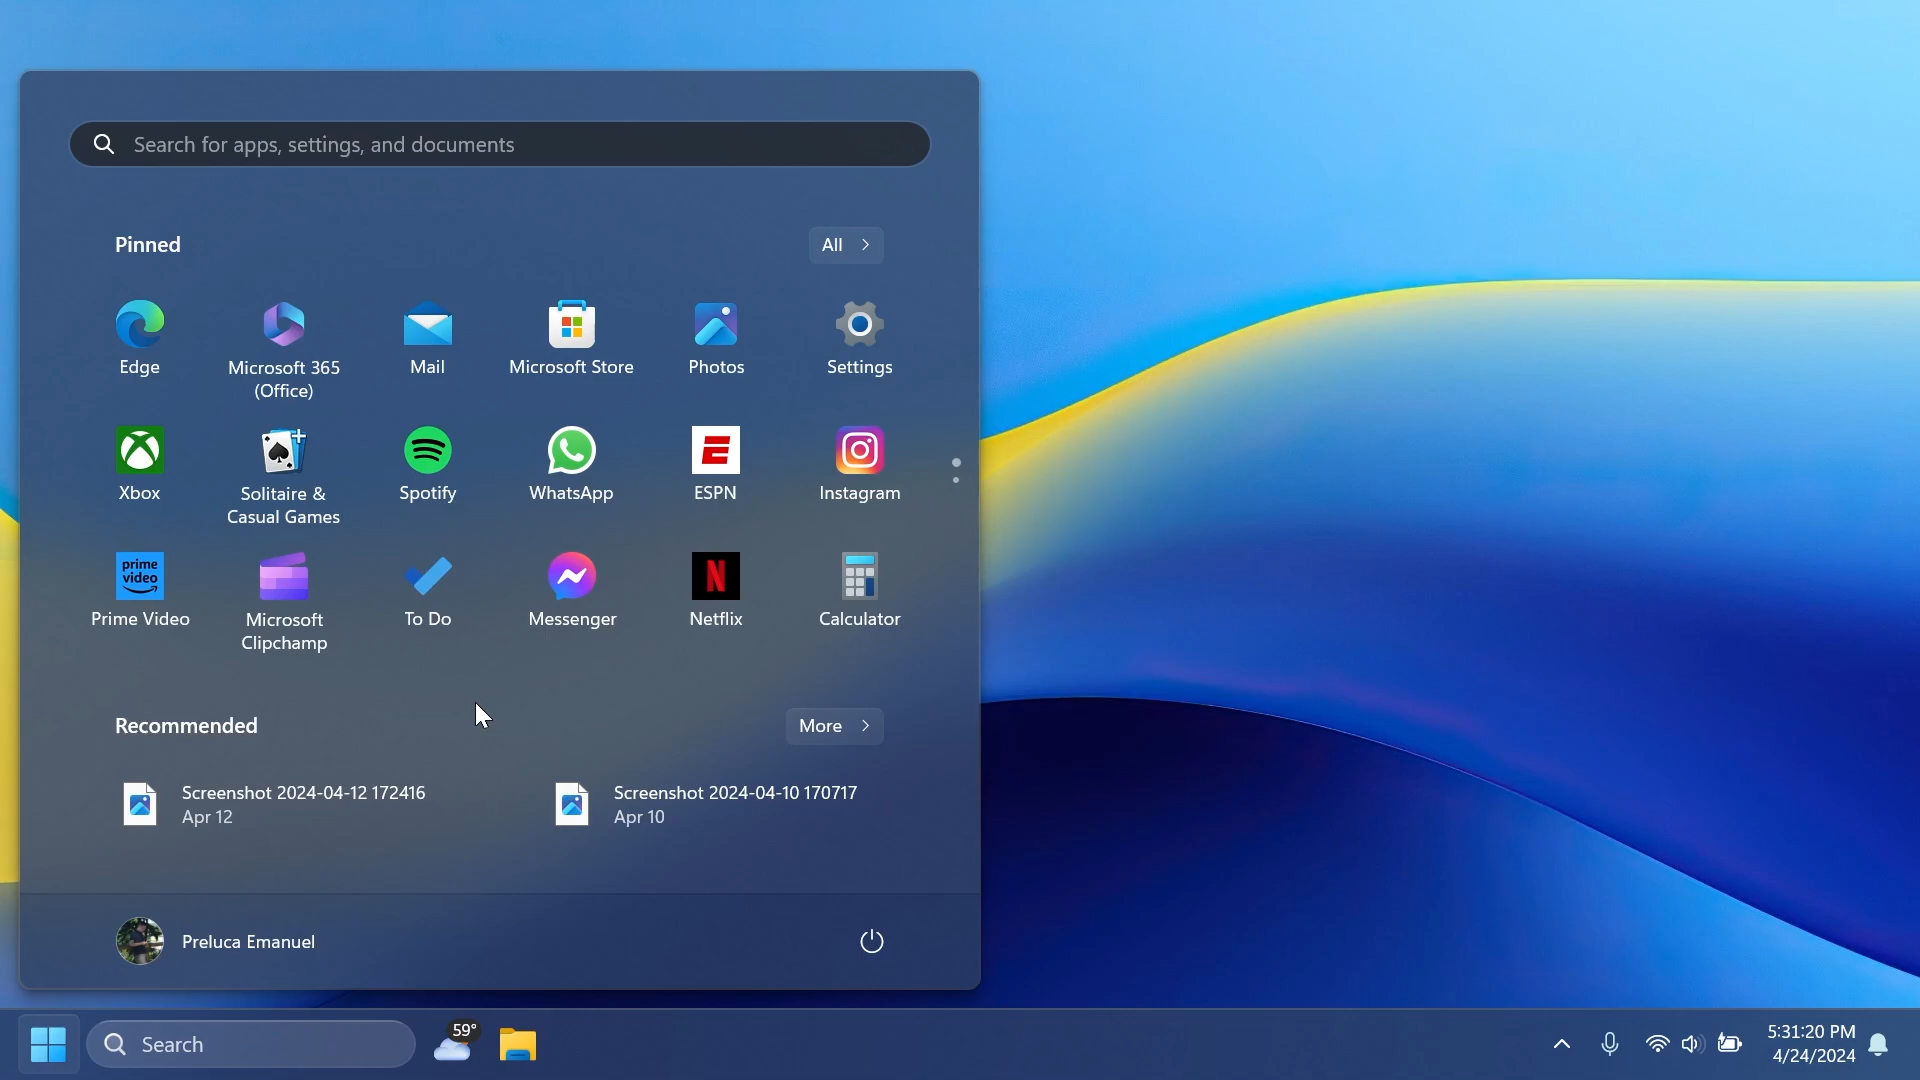 Search for apps, settings, and documents
Pinned
All
Edge
Microsoft 365
(Office)
Mail
Microsoft Store
Photos
Settings
Xbox
Solitaire &
Casual Games
Spotify
WhatsApp
ESPN
Instagram
prime
video
Prime Video
Microsoft
Clipchamp
To Do
Messenger
Netflix
Calculator
Recommended
More
Screenshot 2024-04-12 172416
Apr 12
Screenshot 2024-04-10 170717
Apr 10
Preluca Emanuel
Search
59°
5:31:20 PM
4/24/2024